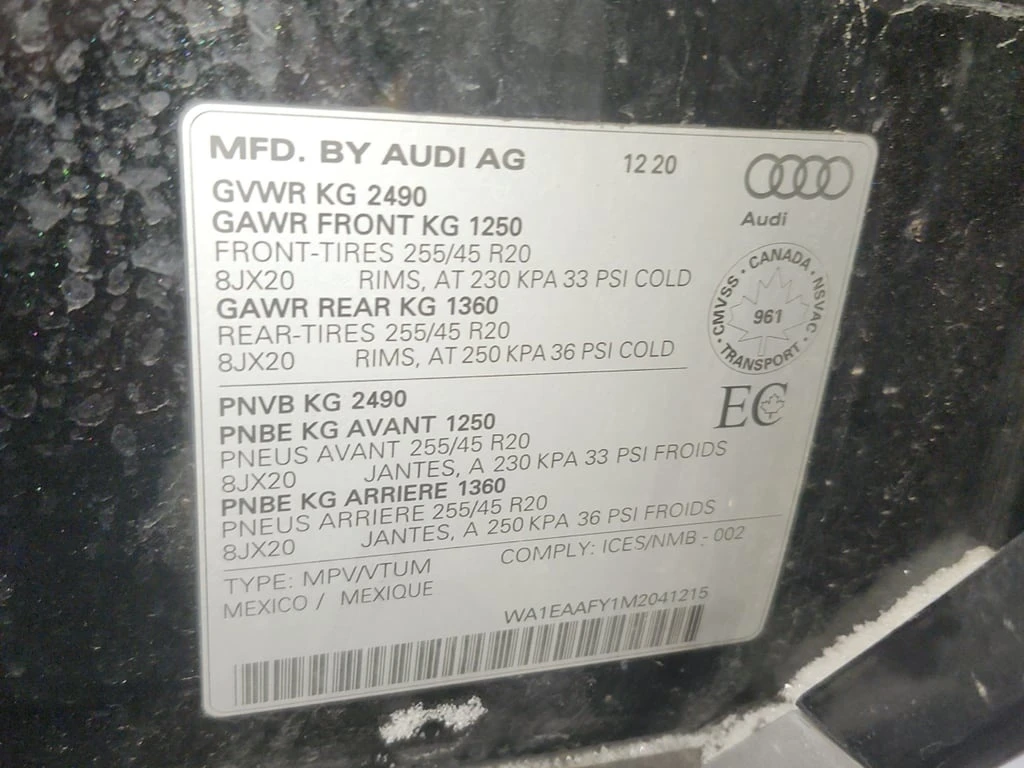 MFD. BY AUDI AG 12 20
Audi
GVWR KG 2490
GAWR FRONT KG 1250
FRONT-TIRES 255/45 R20
8JX20 RIMS, AT 230 KPA 33 PSI COLD
GAWR REAR KG 1360
REAR-TIRES 255/45 R20
8JX20 RIMS, AT 250 KPA 36 PSI COLD
CANADA · NSVAC · TRANSPORT · CMVSS ·
961
EC
PNVB KG 2490
PNBE KG AVANT 1250
PNEUS AVANT 255/45 R20
8JX20 JANTES, A 230 KPA 33 PSI FROIDS
PNBE KG ARRIERE 1360
PNEUS ARRIERE 255/45 R20
8JX20 JANTES, A 250 KPA 36 PSI FROIDS
TYPE: MPV/VTUM COMPLY: ICES/NMB - 002
MEXICO / MEXIQUE
WA1EAAFY1M2041215